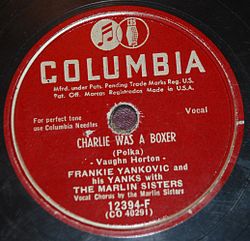 COLUMBIA
Mfrd. under Pats. Pending Trade Marks Reg. U.S.
Pat. Off. Marcas Registradas Made in U.S.A.
For perfect tone
use Columbia Needles
Vocal
CHARLIE WAS A BOXER
(Polka)
- Vaughn Horton -
FRANKIE YANKOVIC and
his YANKS with
THE MARLIN SISTERS
Vocal Chorus by the Marlin Sisters
12394-F
(CO 40291)